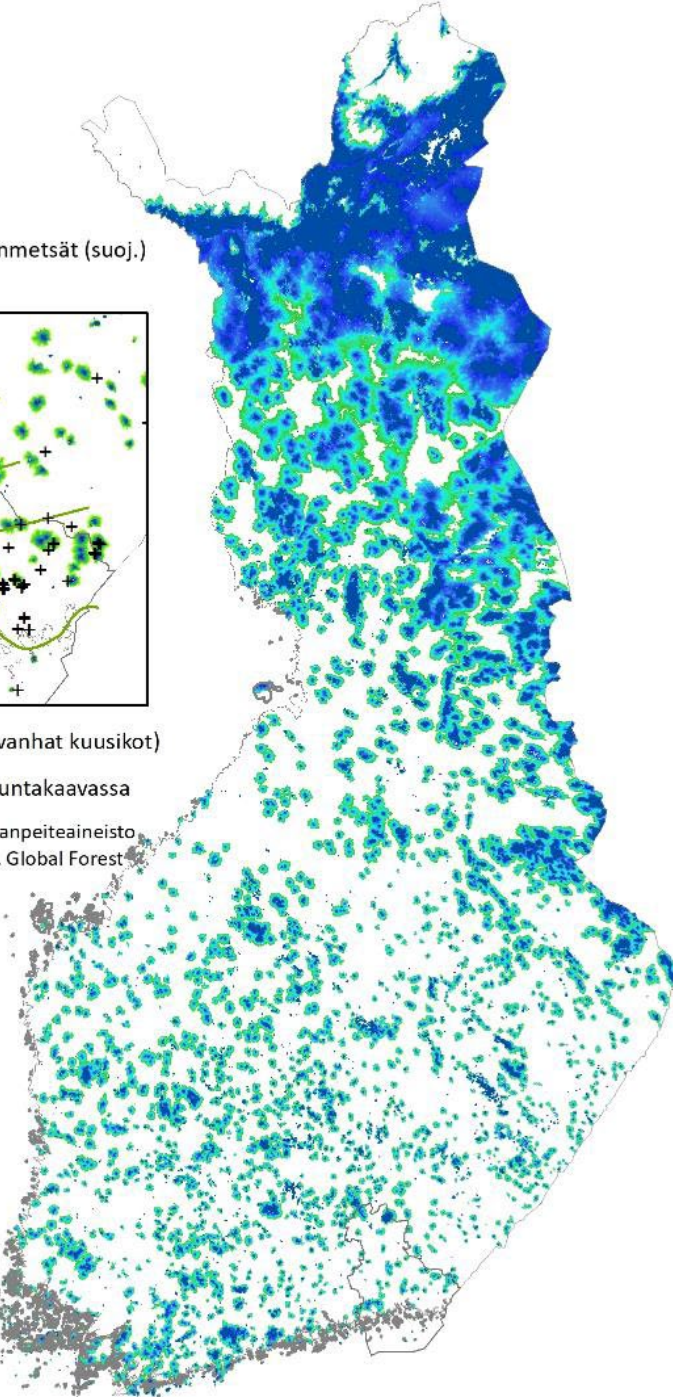 nmetsät (suoj.)
vanhat kuusikot)
untakaavassa
anpeiteaineisto
. Global Forest